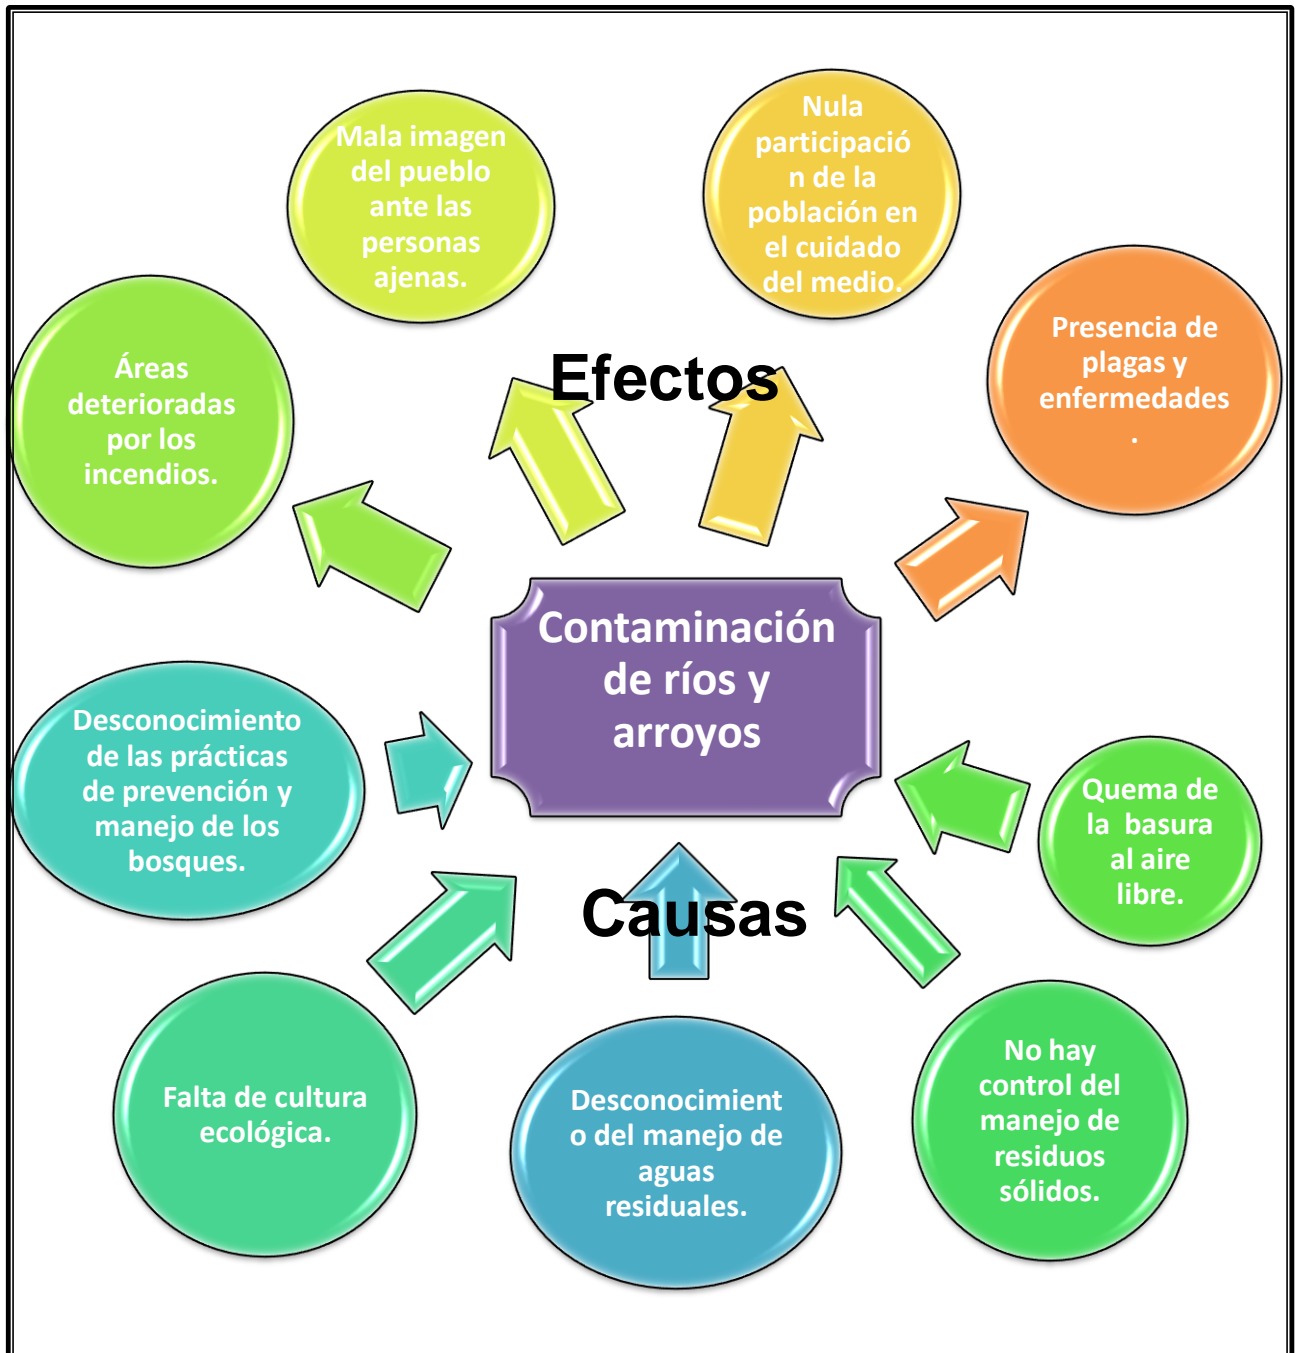 Mala imagen
del pueblo
ante las
personas
ajenas.
Nula
participació
n de la
población en
el cuidado
del medio.
Áreas
deterioradas
por los
incendios.
Efectos
Presencia de
plagas y
enfermedades
.
Contaminación
de ríos y
arroyos
Desconocimiento
de las prácticas
de prevención y
manejo de los
bosques.
Quema de
la  basura
al aire
libre.
Causas
Falta de cultura
ecológica.
Desconocimient
o del manejo de
aguas
residuales.
No hay
control del
manejo de
residuos
sólidos.